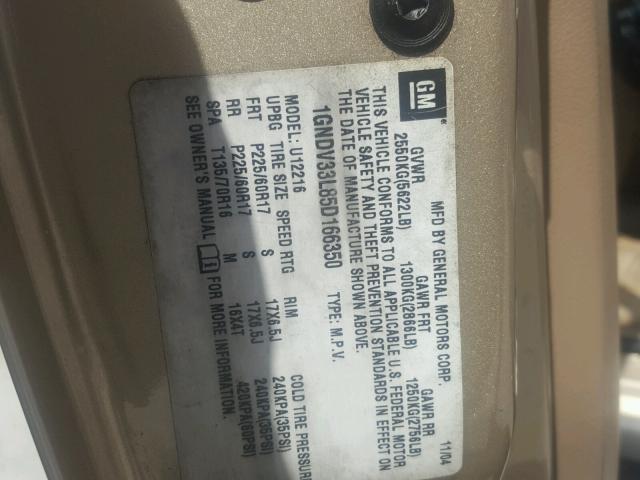 GM
MFD BY GENERAL MOTORS CORP. 11/04
GVWR GAWR FRT GAWR RR
2550KG(5622LB) 1300KG(2866LB) 1250KG(2756LB)
THIS VEHICLE CONFORMS TO ALL APPLICABLE U.S. FEDERAL MOTOR
VEHICLE SAFETY AND THEFT PREVENTION STANDARDS IN EFFECT ON
THE DATE OF MANUFACTURE SHOWN ABOVE.
1GNDV33L85D166350 TYPE: M.P.V.
MODEL: U12216
UPBG TIRE SIZE SPEED RTG RIM COLD TIRE PRESSURE
FRT P225/60R17 S 17X6.5J 240KPA(35PSI)
RR P225/60R17 S 17X6.5J 240KPA(35PSI)
SPA T135/70R16 M 16X4T 420KPA(60PSI)
SEE OWNER'S MANUAL FOR MORE INFORMATION.